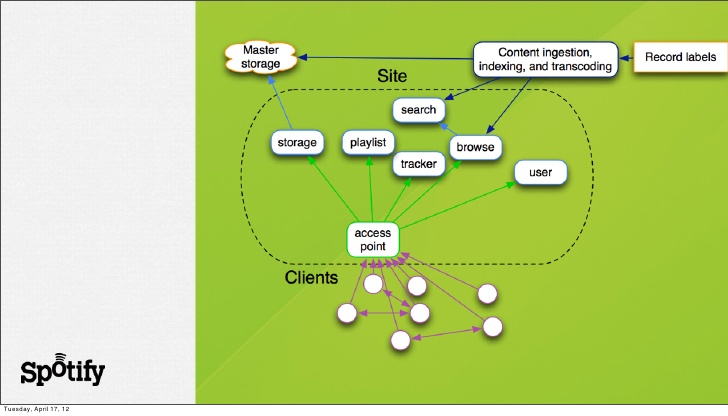 Master
storage
Content ingestion,
indexing, and transcoding
Record labels
Site
search
storage
playlist
browse
tracker
user
access
point
Clients
Spotify
Tuesday, April 17, 12